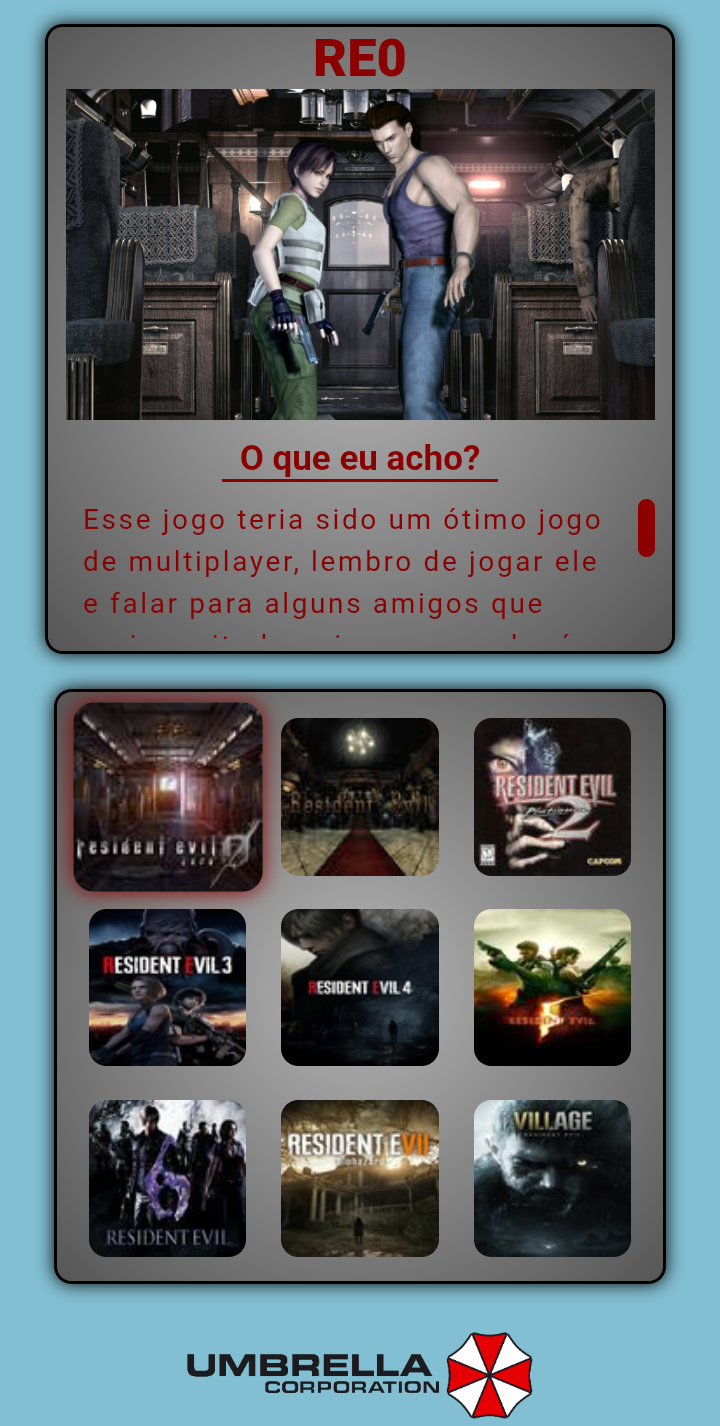 RE0
O que eu acho?
Esse jogo teria sido um ótimo jogo
de multiplayer, lembro de jogar ele
e falar para alguns amigos que
resident evil 0
Resident Evil
RESIDENT EVIL
2
CAPCOM
RESIDENT EVIL 3
RESIDENT EVIL 4
5
RESIDENT EVIL
6
RESIDENT EVIL
RESIDENT EVII
biohazard
VILLAGE
RESIDENT EVIL
UMBRELLA
CORPORATION